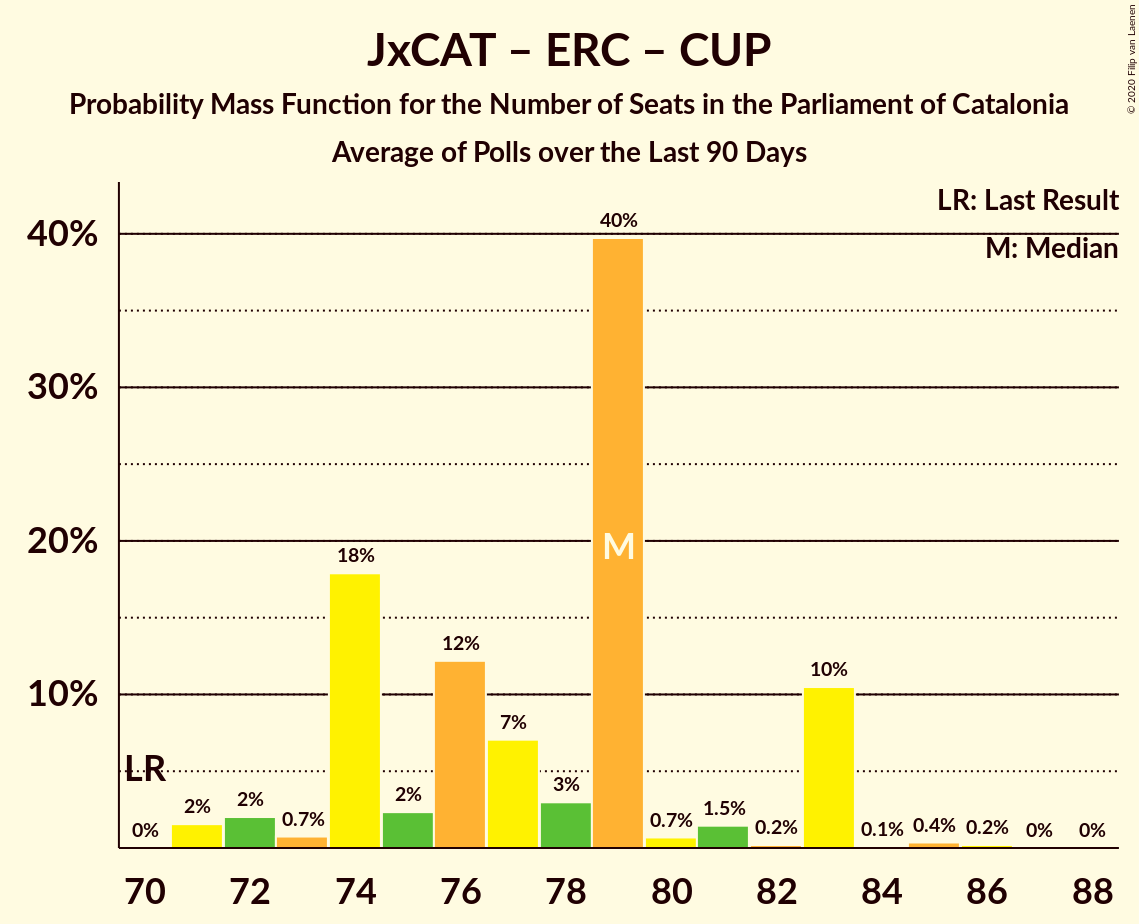 JxCAT – ERC – CUP
Probability Mass Function for the Number of Seats in the Parliament of Catalonia
Average of Polls over the Last 90 Days
© 2020 Filip van Laenen
LR: Last Result
M: Median
40%
30%
20%
10%
LR
0%
2%
2%
0.7%
18%
2%
12%
7%
3%
40%
M
0.7%
1.5%
0.2%
10%
0.1%
0.4%
0.2%
0%
0%
70 72 74 76 78 80 82 84 86 88